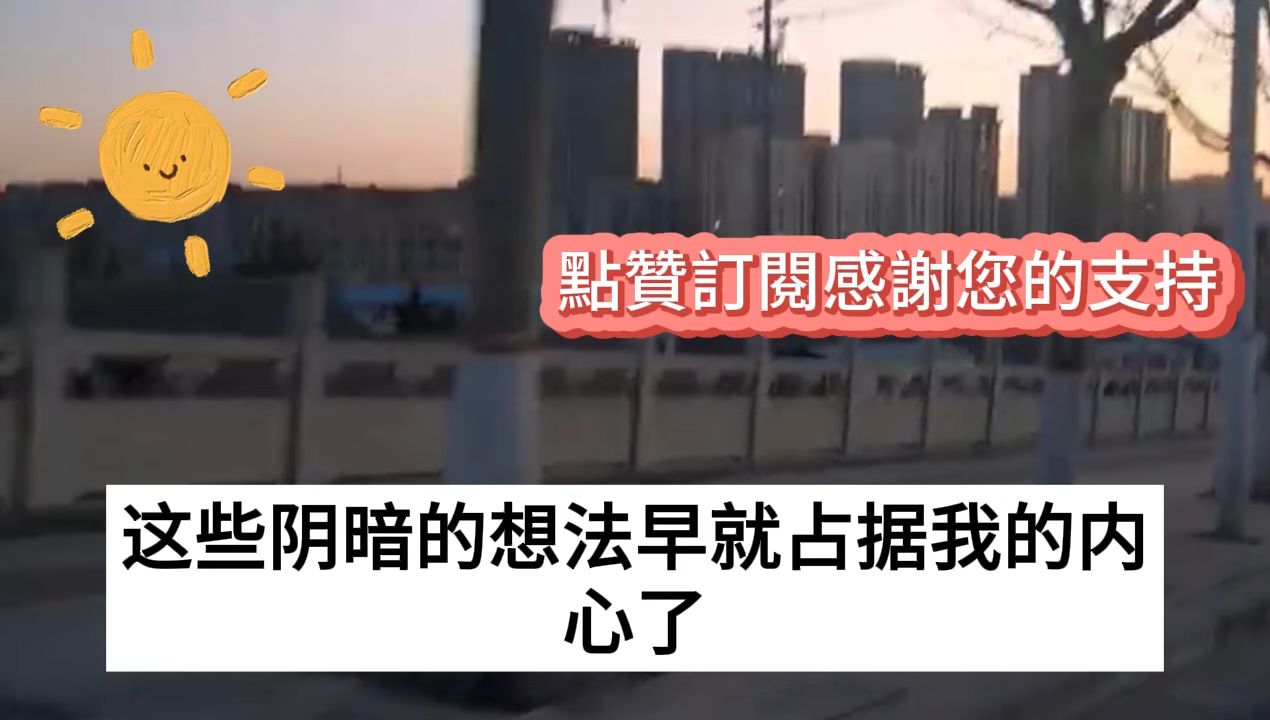 點贊訂閱感謝您的支持
这些阴暗的想法早就占据我的内
心了